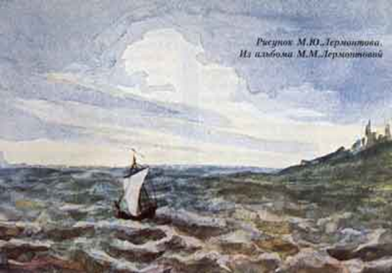 Рисунок М.Ю.Лермонтова.
Из альбома М.М.Лермонтовой